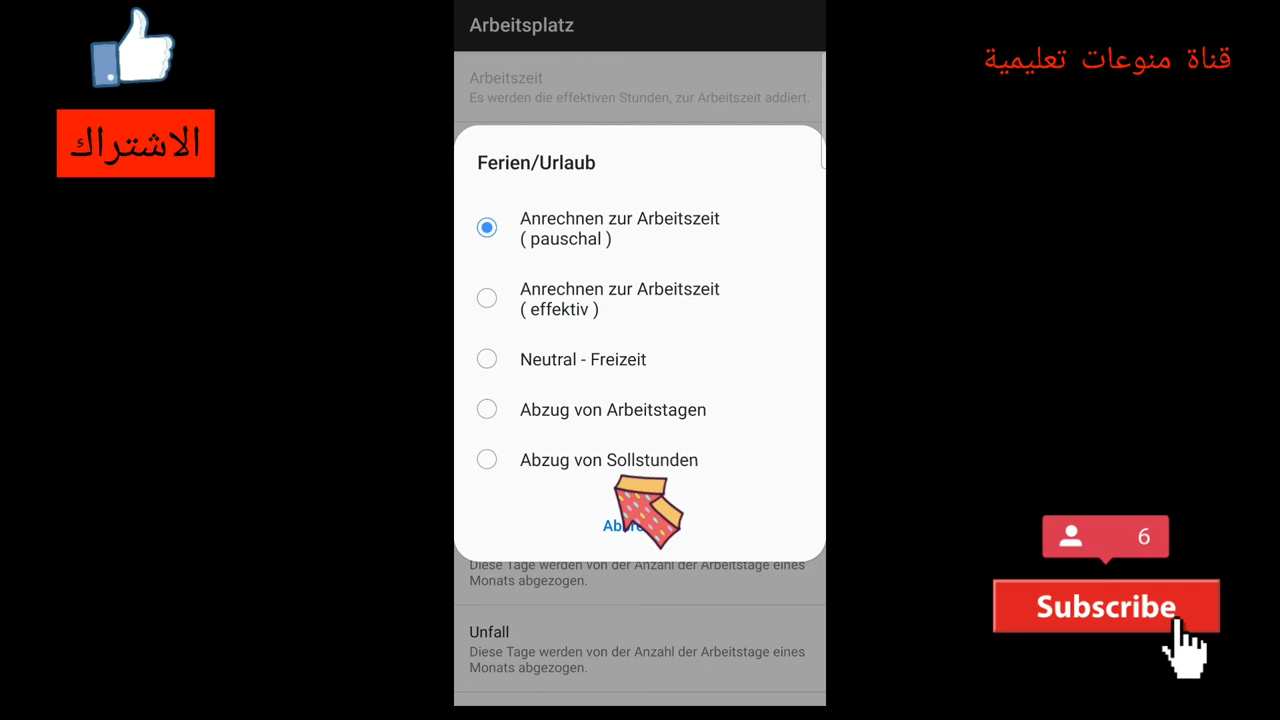 Arbeitsplatz
قناة منوعات تعليمية
الاشتراك
Arbeitszeit
Es werden die effektiven Stunden, zur Arbeitszeit addiert.
Ferien/Urlaub
Anrechnen zur Arbeitszeit
( pauschal )
Anrechnen zur Arbeitszeit
( effektiv )
Neutral - Freizeit
Abzug von Arbeitstagen
Abzug von Sollstunden
6
Diese Tage werden von der Anzahl der Arbeitstage eines
Monats abgezogen.
Subscribe
Unfall
Diese Tage werden von der Anzahl der Arbeitstage eines
Monats abgezogen.